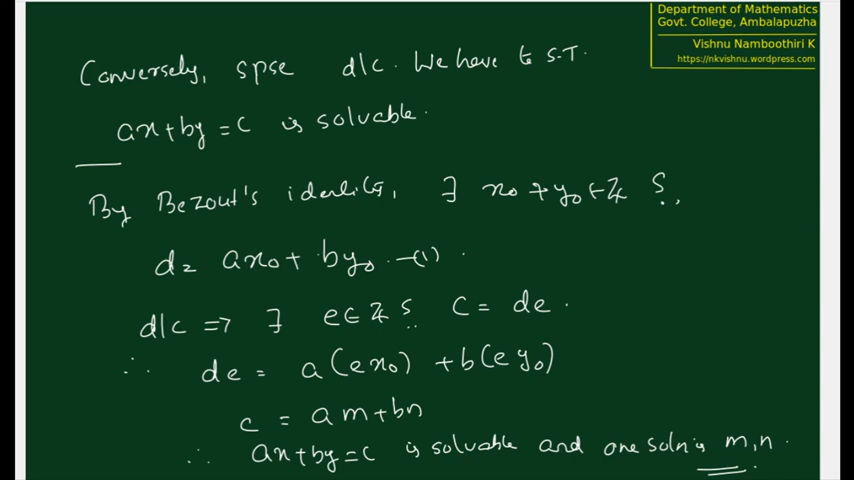 Department of Mathematics
Govt. College, Ambalapuzha
Vishnu Namboothiri K
https://nkvishnu.wordpress.com
Conversely, spse d|c. We have to S.T.
ax+by=c is solvable.
By Bezout's identity, ∃ x₀ & y₀ ∈ ℤ ∋
d = ax₀ + by₀ —(1).
d|c ⇒ ∃ e ∈ ℤ ∋ c = de.
∴ de = a(ex₀) + b(ey₀)
c = am+bn
∴ ax+by=c is solvable and one soln is m,n.